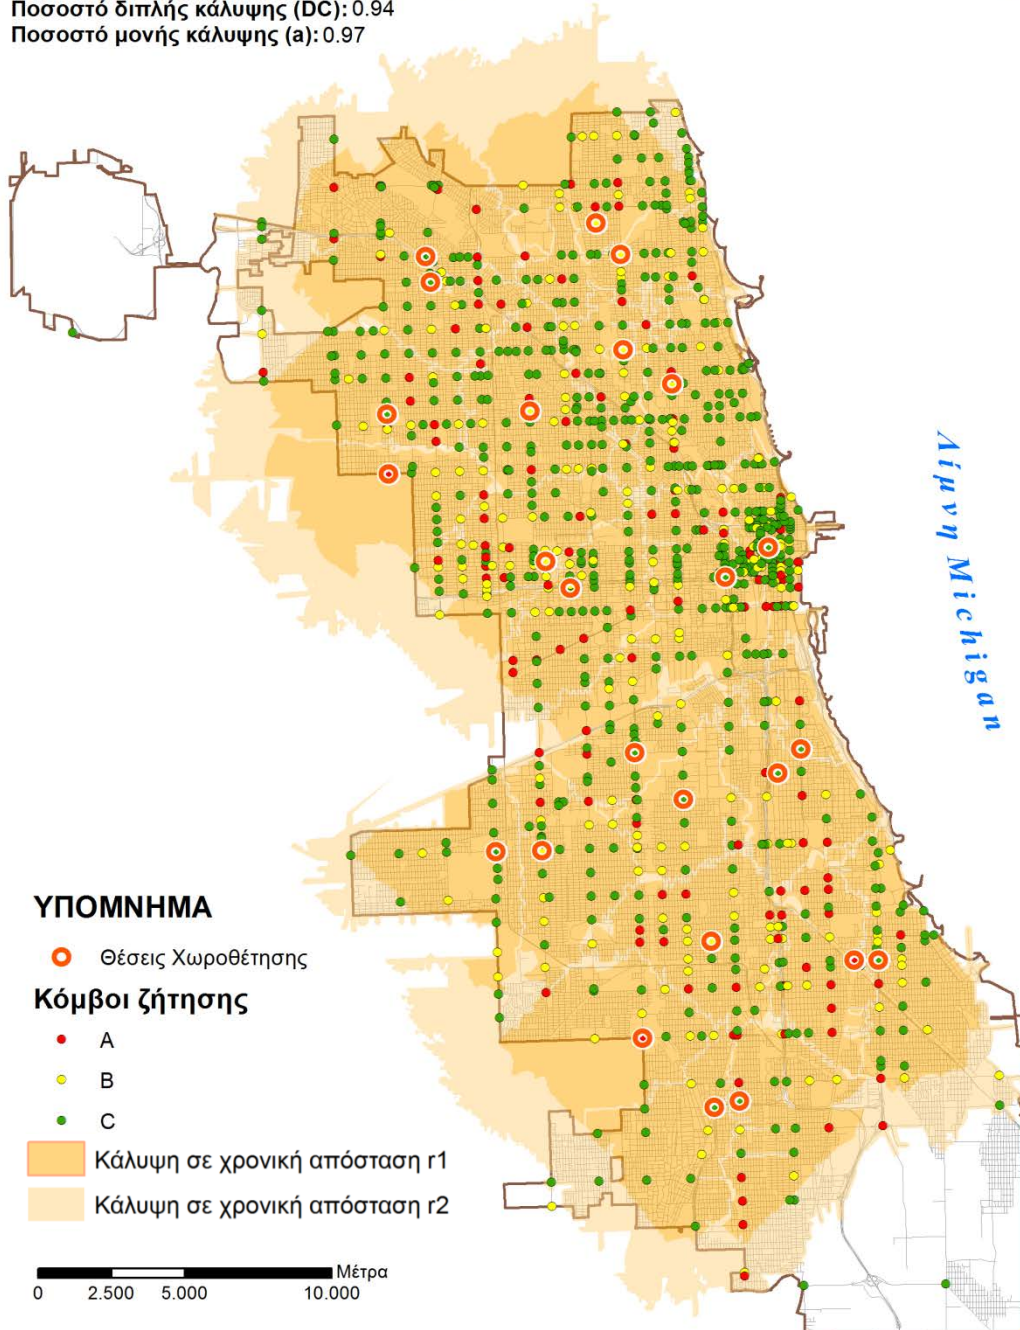 Ποσοστό διπλής κάλυψης (DC): 0.94
Ποσοστό μονής κάλυψης (a): 0.97
Λίμνη Michigan
ΥΠΟΜΝΗΜΑ
Θέσεις Χωροθέτησης
Κόμβοι ζήτησης
A
B
C
Κάλυψη σε χρονική απόσταση r1
Κάλυψη σε χρονική απόσταση r2
Μέτρα
0 2.500 5.000 10.000